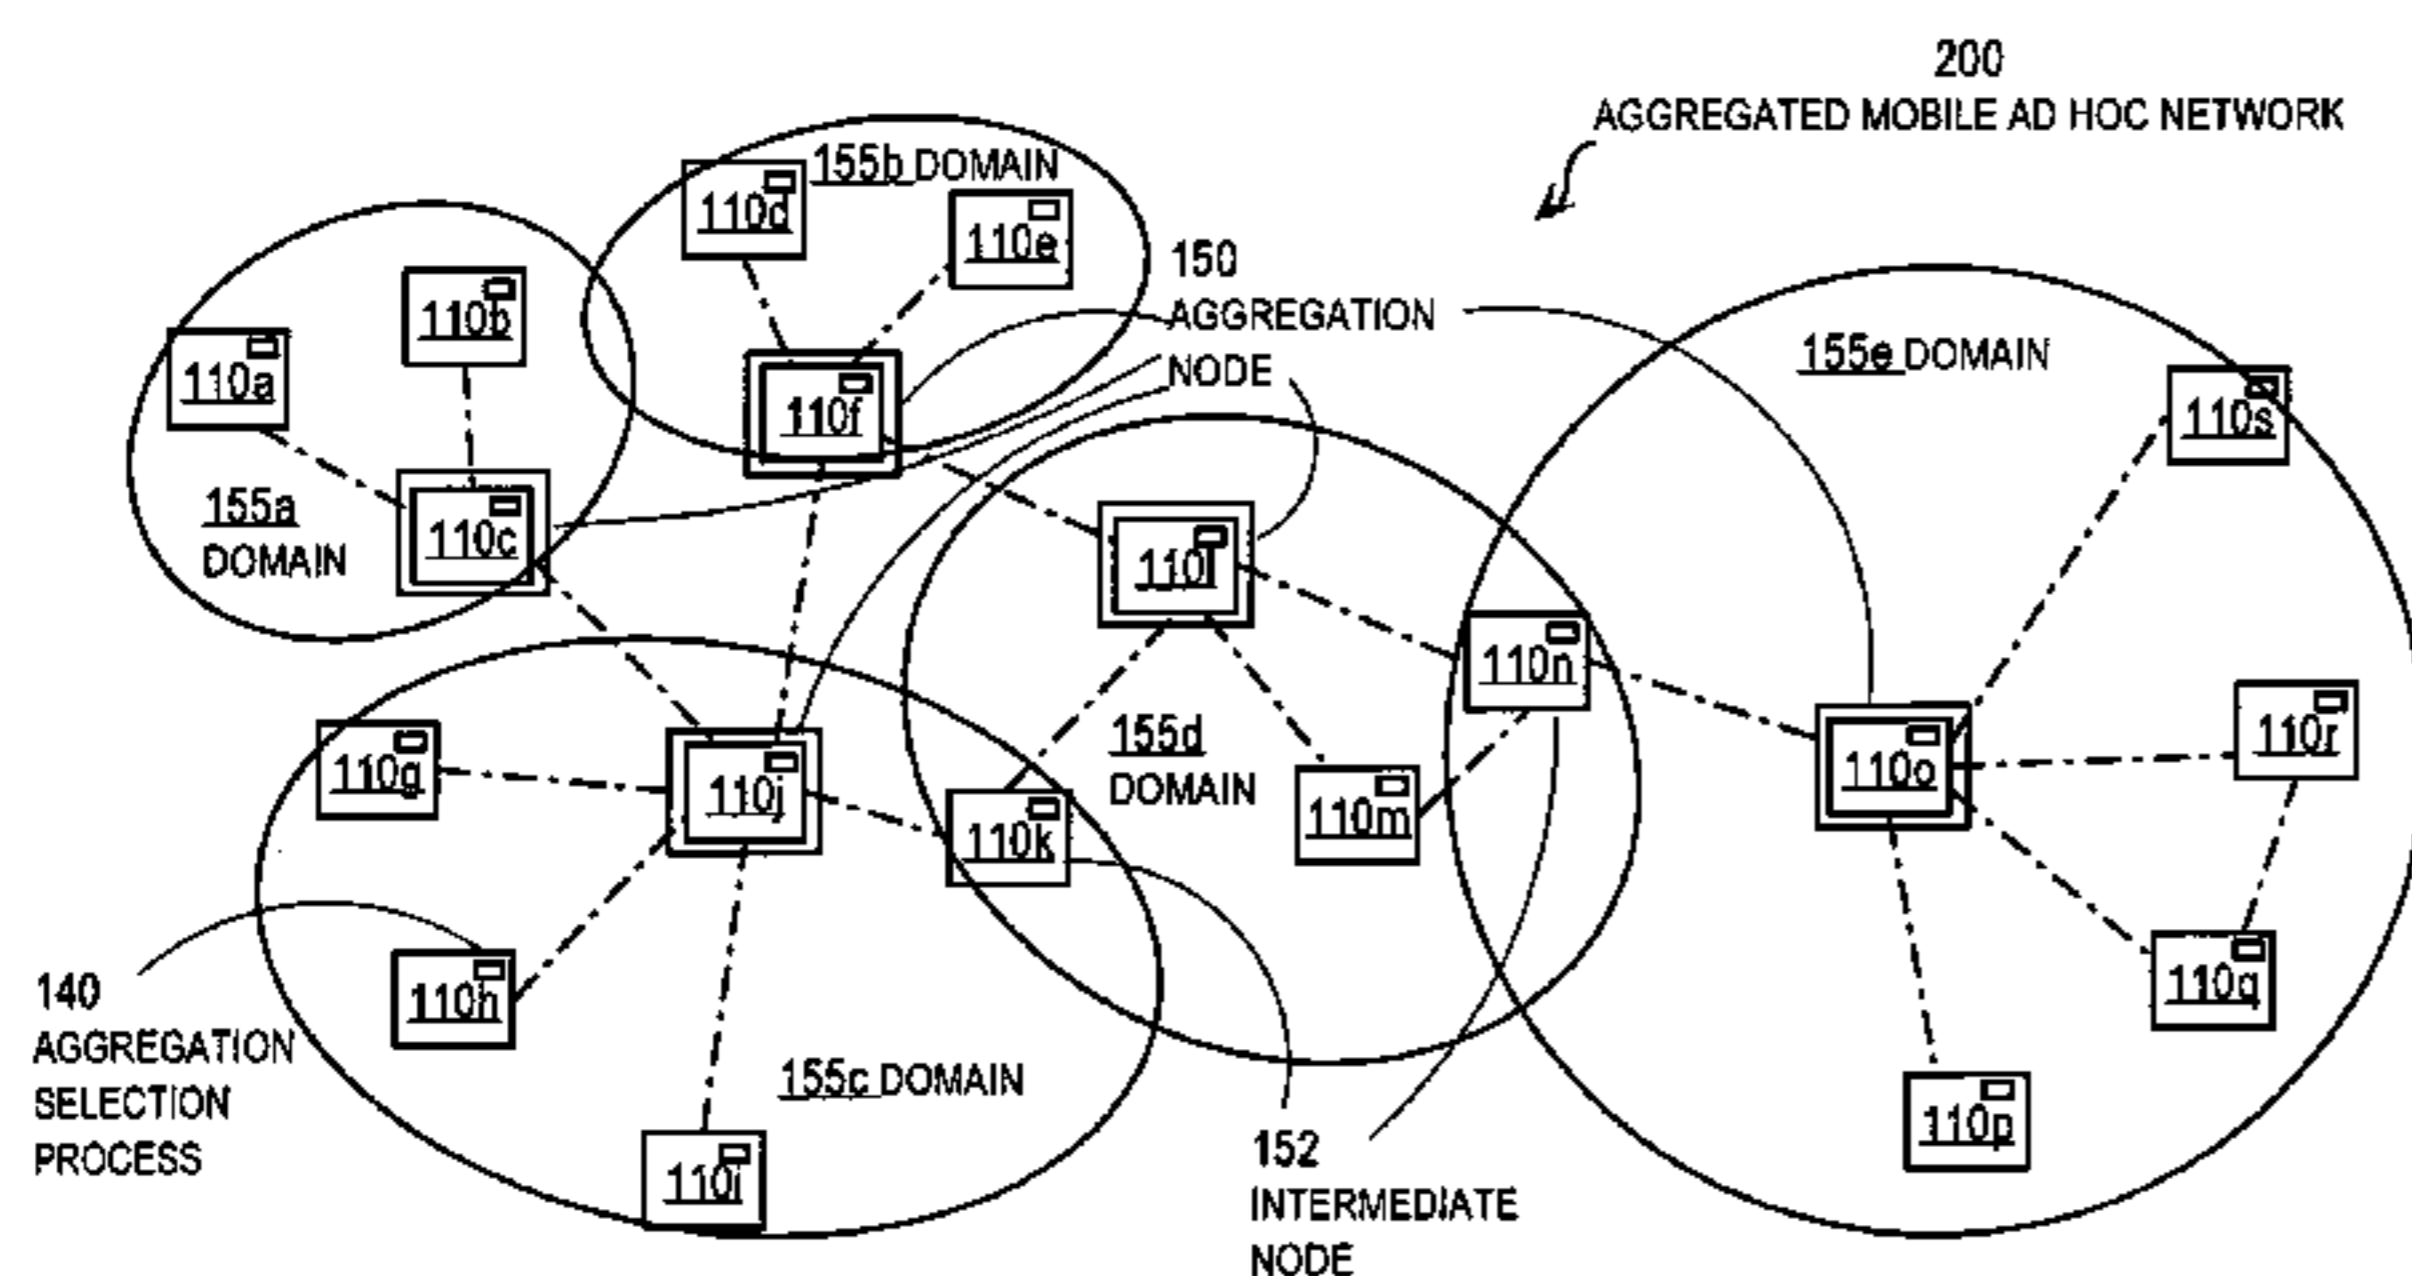 200
AGGREGATED MOBILE AD HOC NETWORK
155b DOMAIN
110d
110e
150
AGGREGATION
NODE
110b
110a
110f
155e DOMAIN
110s
155a
DOMAIN
110c
110l
110n
110g
110j
155d
DOMAIN
110r
110o
110k
110m
140
AGGREGATION
SELECTION
PROCESS
110h
110q
155c DOMAIN
110p
110i
152
INTERMEDIATE
NODE